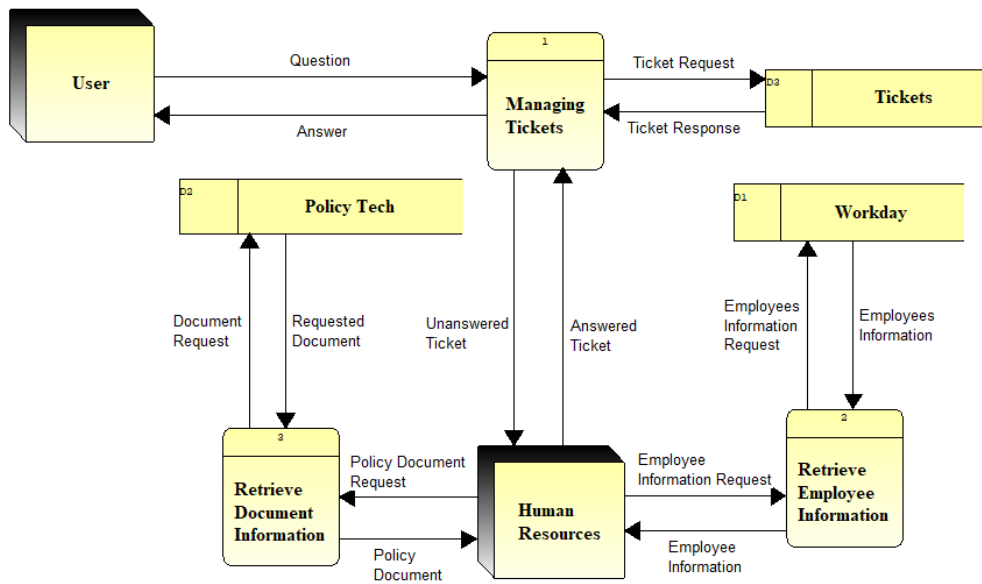 1
User
Question
Ticket Request
D3
Tickets
Managing
Tickets
Answer
Ticket Response
D2
Policy Tech
D1
Workday
Document
Request
Requested
Document
Unanswered
Ticket
Answered
Ticket
Employees
Information
Request
Employees
Information
3
2
Retrieve
Document
Information
Policy Document
Request
Policy
Document
Human
Resources
Employee
Information Request
Employee
Information
Retrieve
Employee
Information